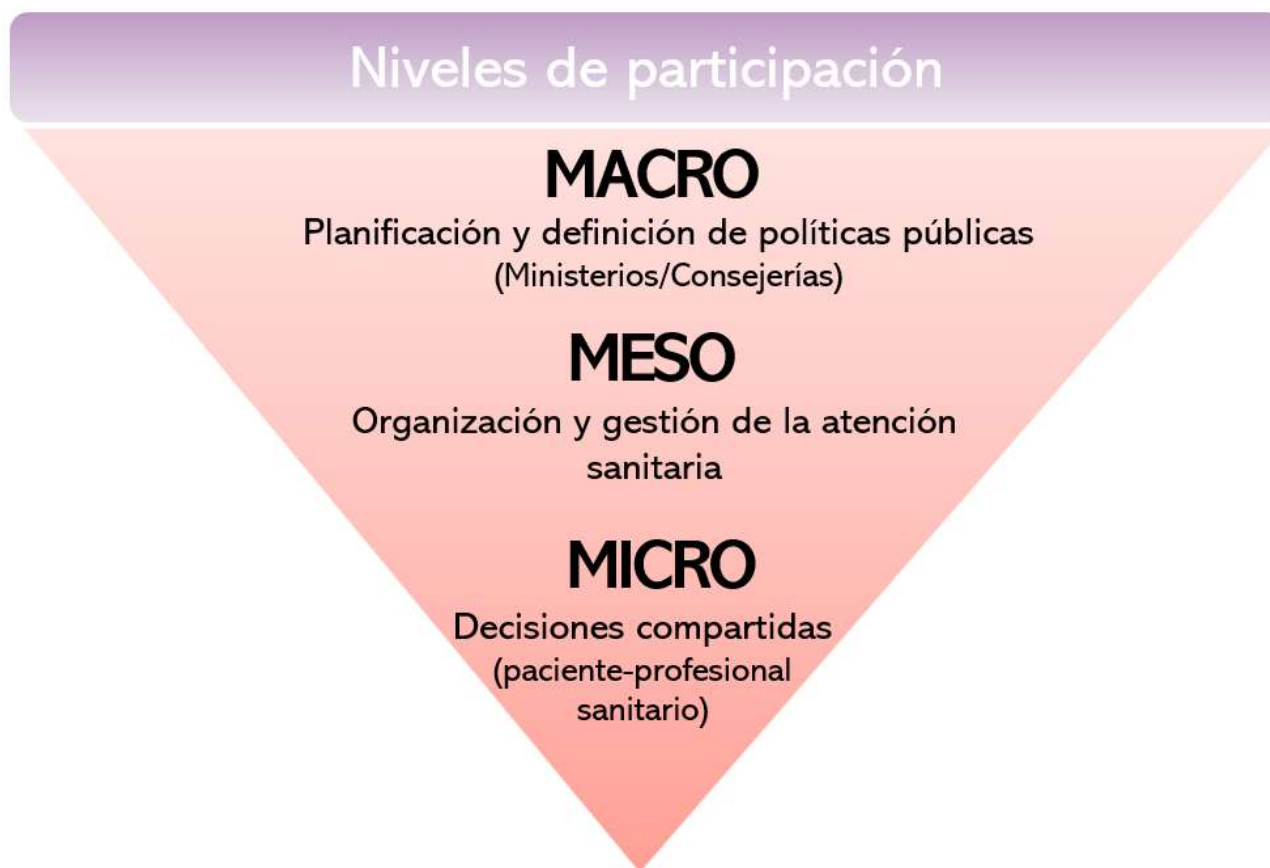 Niveles de participación
MACRO
Planificación y definición de políticas públicas
(Ministerios/Consejerías)
MESO
Organización y gestión de la atención
sanitaria
MICRO
Decisiones compartidas
(paciente-profesional
sanitario)